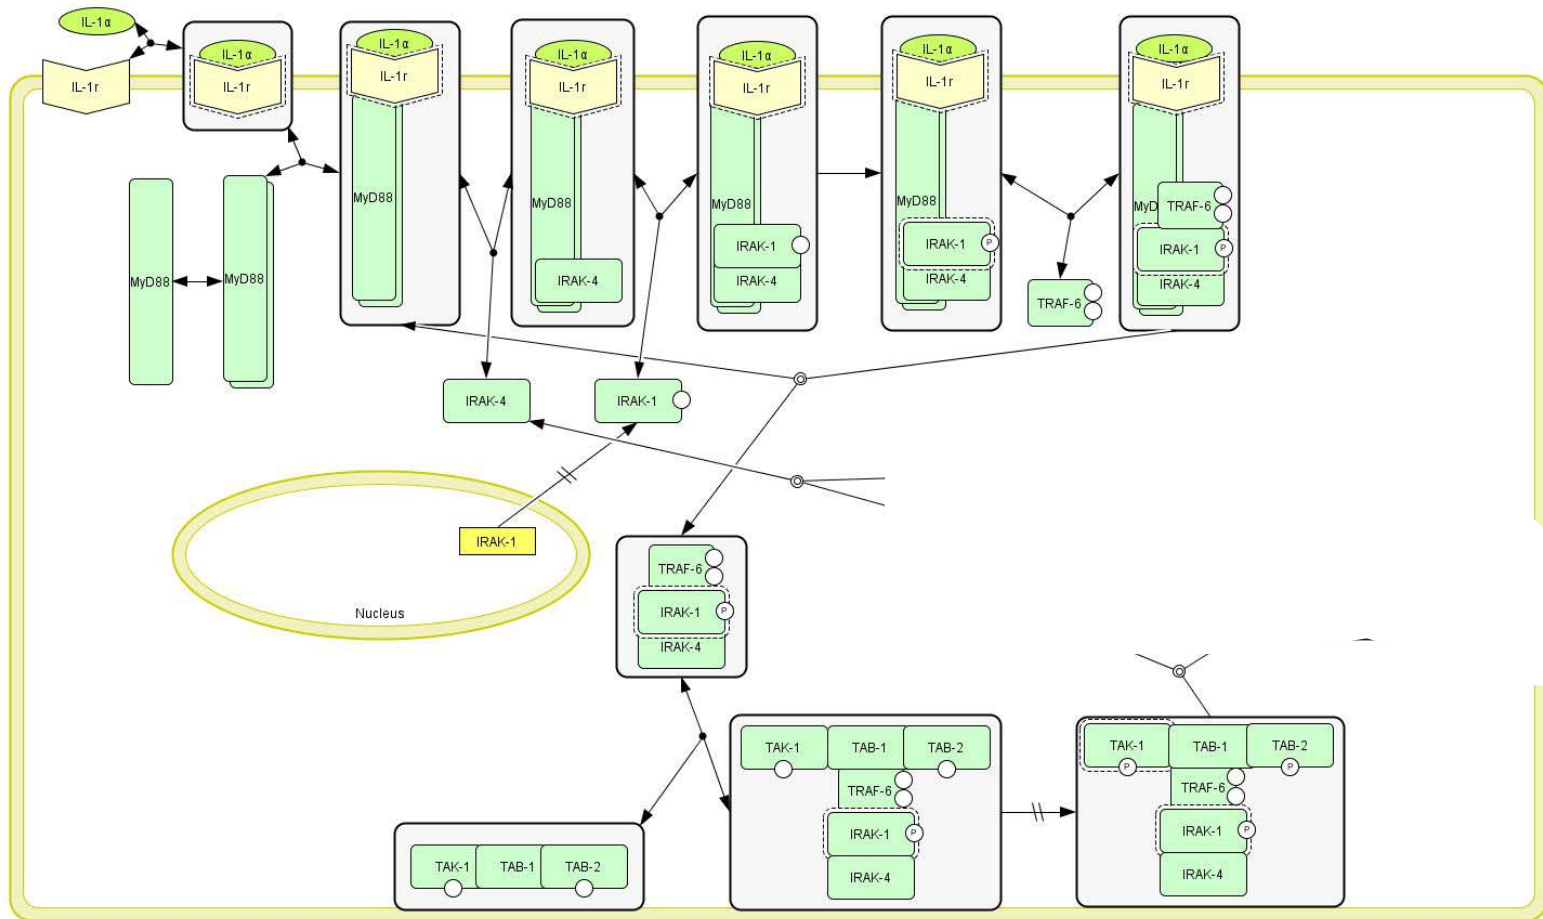 IL-1α
IL-1r
IL-1α
IL-1r
IL-1α
IL-1r
MyD88
IL-1α
IL-1r
MyD88
IRAK-4
IL-1α
IL-1r
MyD88
IRAK-1
IRAK-4
IL-1α
IL-1r
MyD88
IRAK-1
P
IRAK-4
IL-1α
IL-1r
MyD
TRAF-6
IRAK-1
P
IRAK-4
MyD88
MyD88
TRAF-6
IRAK-4
IRAK-1
IRAK-1
Nucleus
TRAF-6
IRAK-1
P
IRAK-4
TAK-1
TAB-1
TAB-2
TRAF-6
IRAK-1
P
IRAK-4
TAK-1
P
TAB-1
TAB-2
P
TRAF-6
IRAK-1
P
IRAK-4
TAK-1
TAB-1
TAB-2